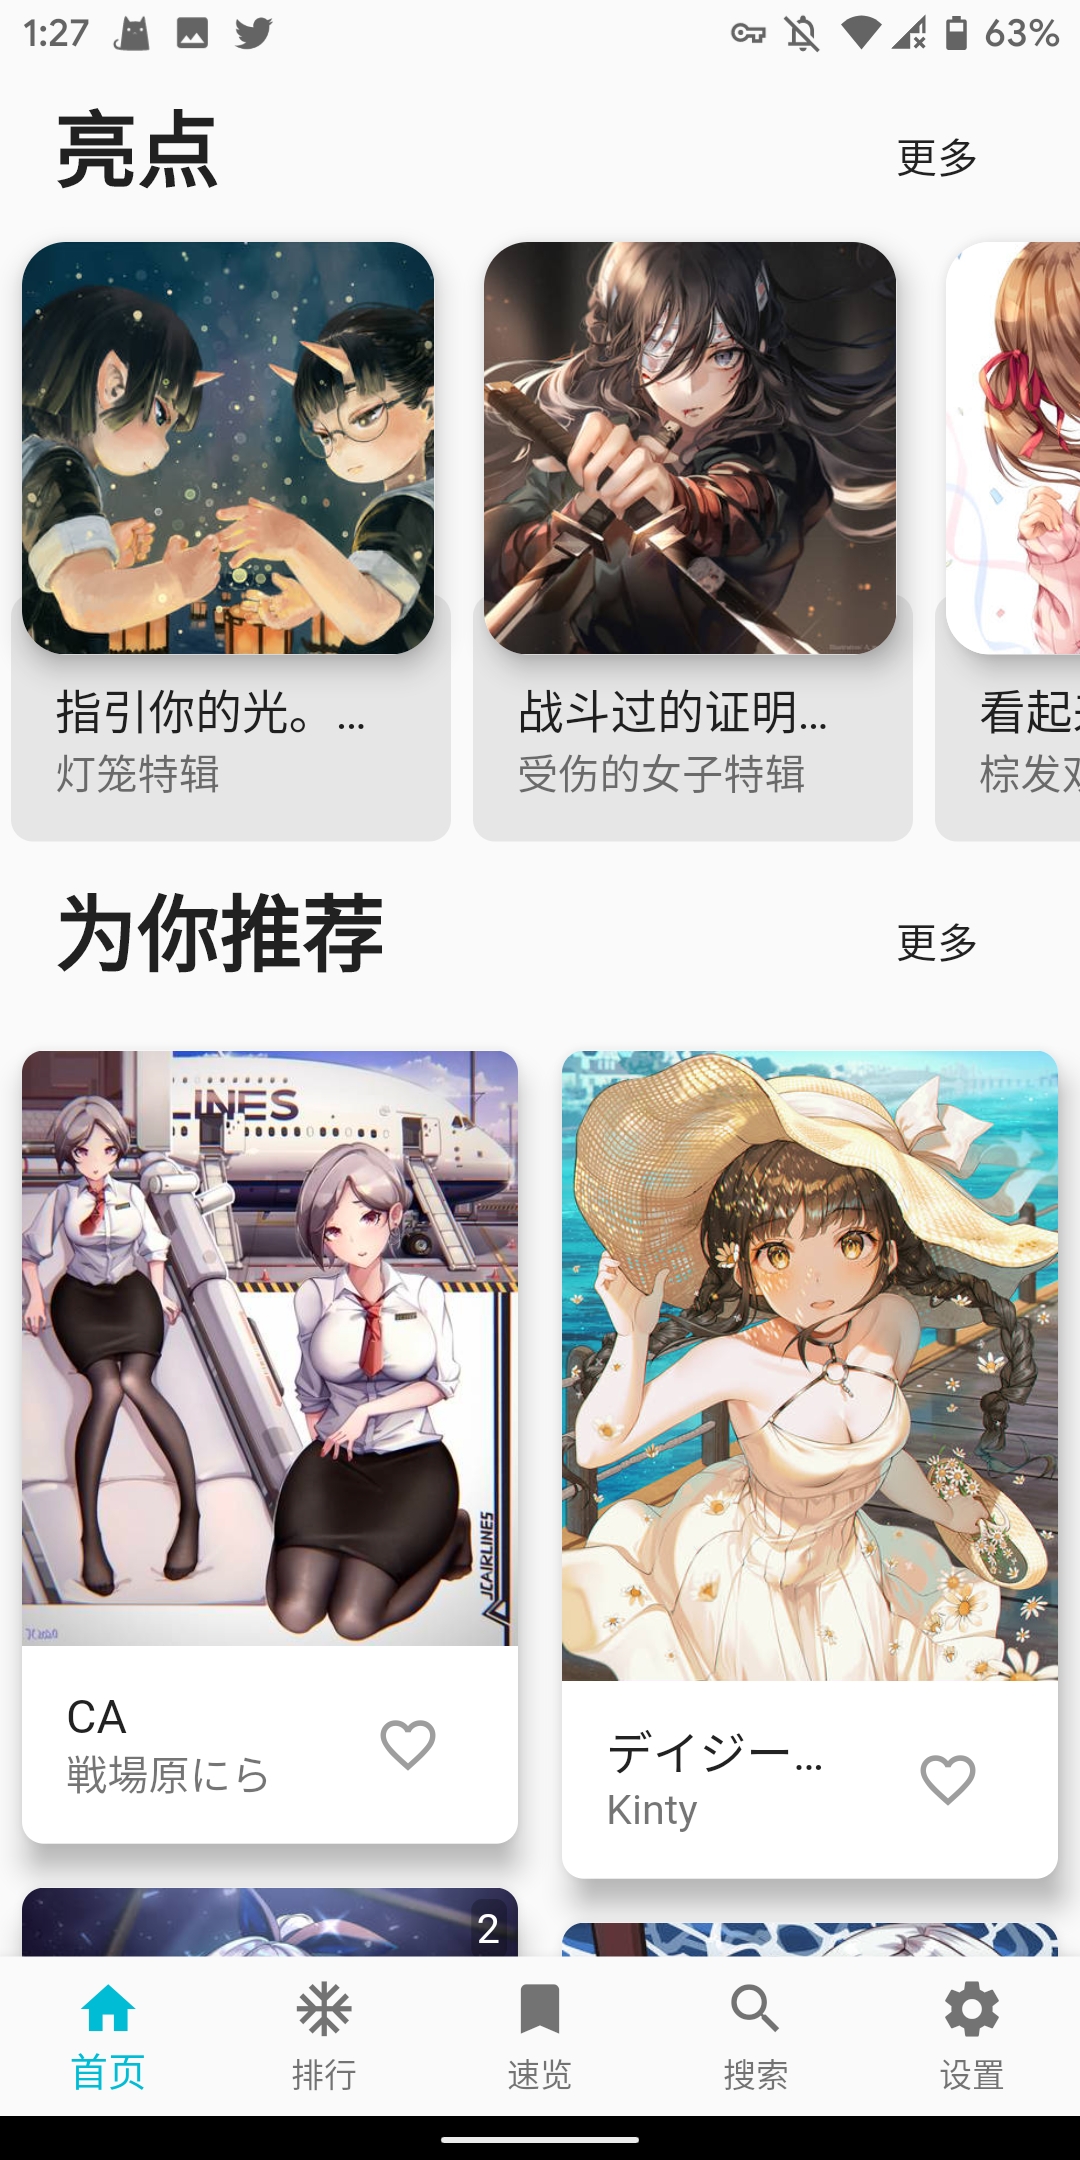 1:27
63%
亮点
更多
指引你的光。...
灯笼特辑
战斗过的证明...
受伤的女子特辑
看起
棕发
为你推荐
更多
LINES
JCAIRLINES
CA
戦場原にら
デイジー...
Kinty
2
首页
排行
速览
搜索
设置